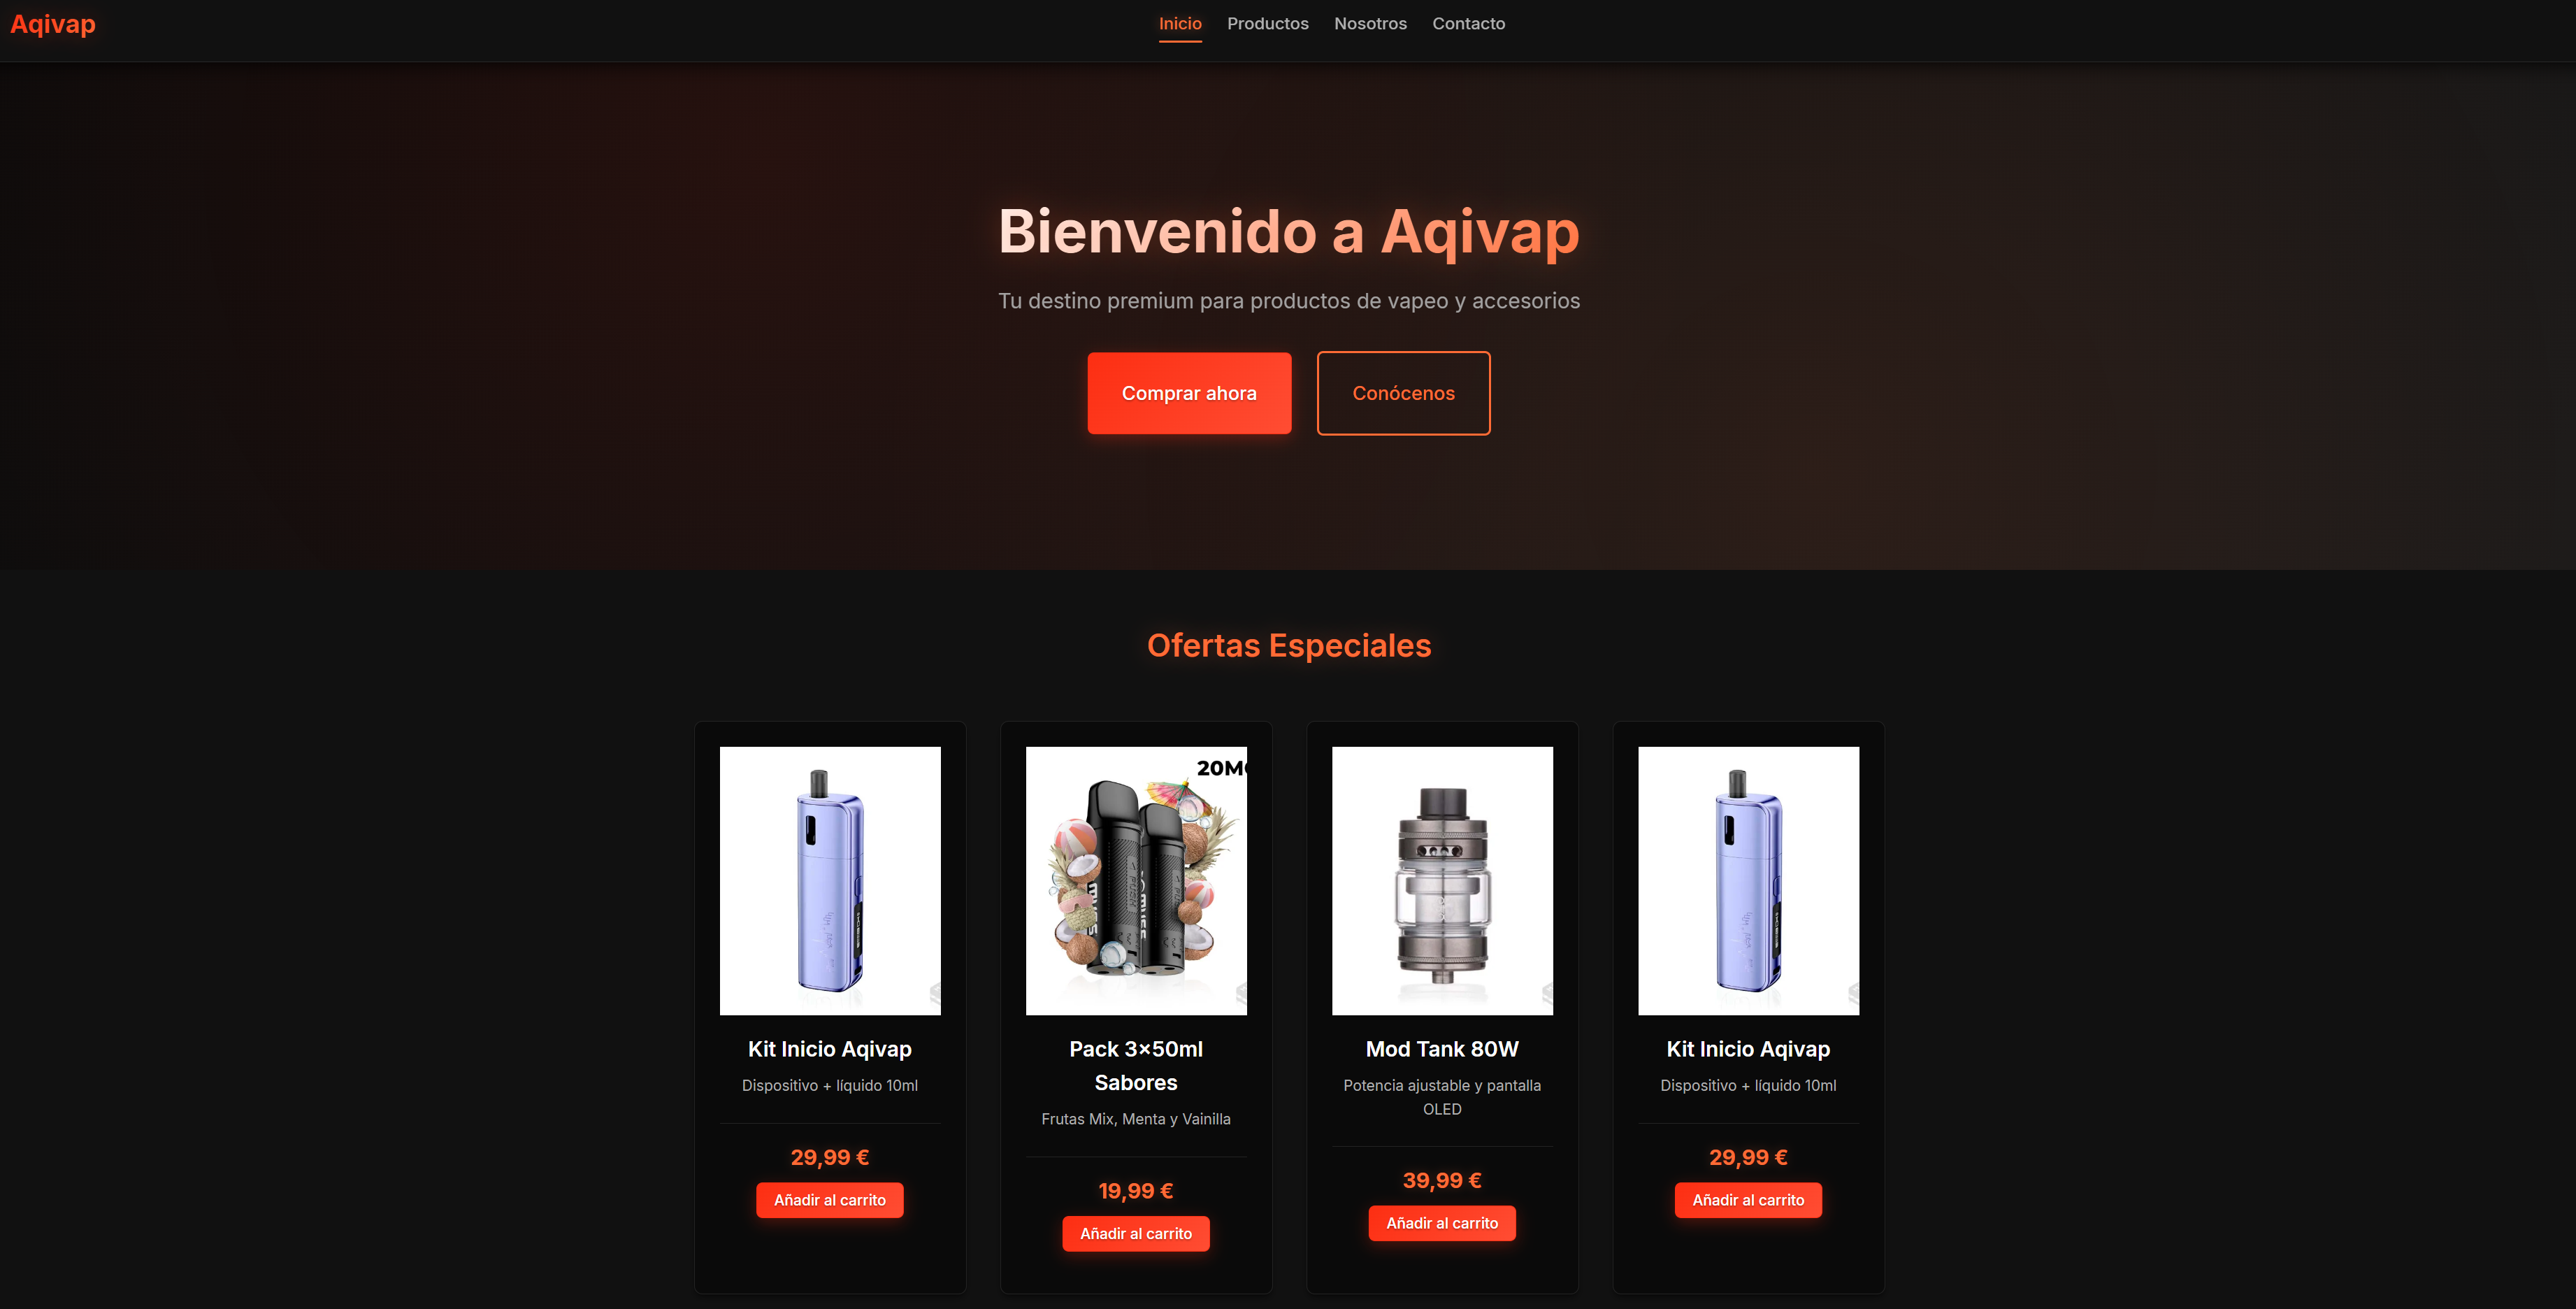 Aqivap
Inicio Productos Nosotros Contacto
Bienvenido a Aqivap
Tu destino premium para productos de vapeo y accesorios
Comprar ahora Conócenos
Ofertas Especiales
20M
Kit Inicio Aqivap
Dispositivo + líquido 10ml
29,99 €
Añadir al carrito
Pack 3x50ml
Sabores
Frutas Mix, Menta y Vainilla
19,99 €
Añadir al carrito
Mod Tank 80W
Potencia ajustable y pantalla
OLED
39,99 €
Añadir al carrito
Kit Inicio Aqivap
Dispositivo + líquido 10ml
29,99 €
Añadir al carrito